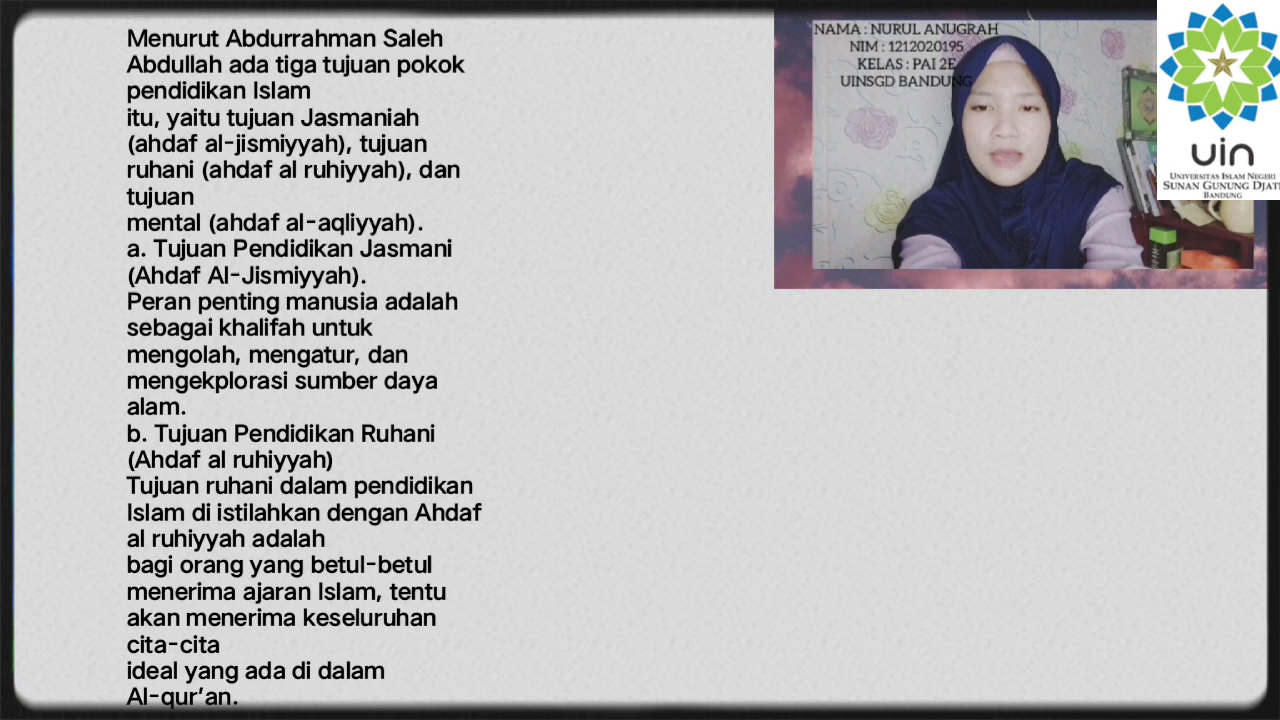 Menurut Abdurrahman Saleh
Abdullah ada tiga tujuan pokok
pendidikan Islam
itu, yaitu tujuan Jasmaniah
(ahdaf al-jismiyyah), tujuan
ruhani (ahdaf al ruhiyyah), dan
tujuan
mental (ahdaf al-aqliyyah).
a. Tujuan Pendidikan Jasmani
(Ahdaf Al-Jismiyyah).
Peran penting manusia adalah
sebagai khalifah untuk
mengolah, mengatur, dan
mengekplorasi sumber daya
alam.
b. Tujuan Pendidikan Ruhani
(Ahdaf al ruhiyyah)
Tujuan ruhani dalam pendidikan
Islam di istilahkan dengan Ahdaf
al ruhiyyah adalah
bagi orang yang betul-betul
menerima ajaran Islam, tentu
akan menerima keseluruhan
cita-cita
ideal yang ada di dalam
Al-qur’an.
NAMA : NURUL ANUGRAH
NIM : 1212020195
KELAS : PAI 2E
UINSGD BANDUNG
uin
UNIVERSITAS ISLAM NEGERI
SUNAN GUNUNG DJATI
BANDUNG